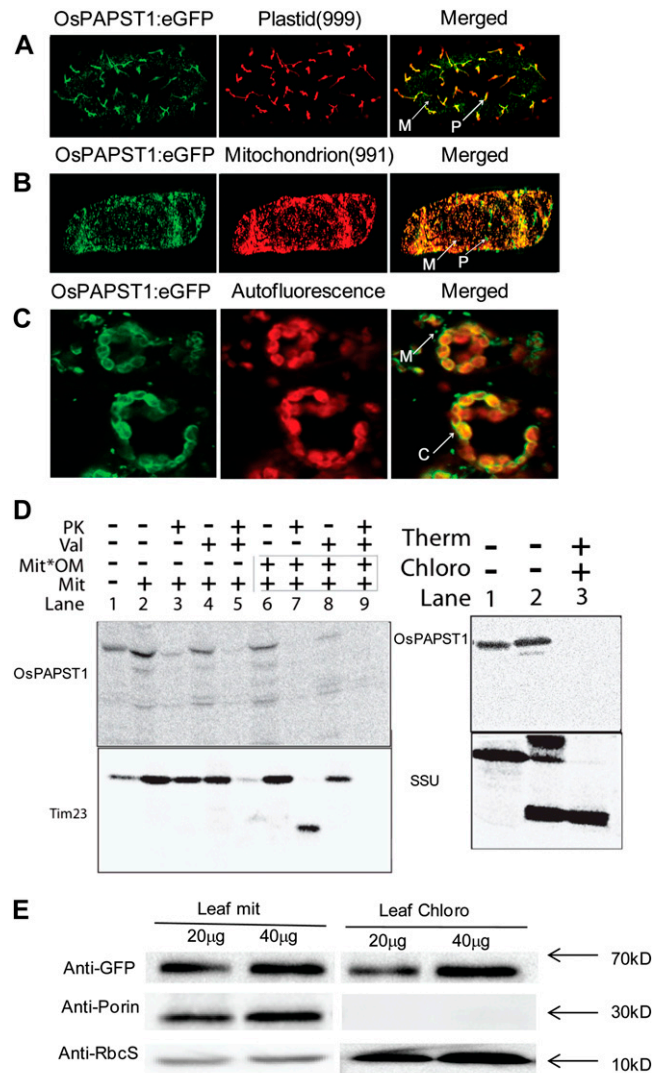 OsPAPST1:eGFP Plastid(999) Merged
A
M P
OsPAPST1:eGFP Mitochondrion(991) Merged
B
M P
OsPAPST1:eGFP Autofluorescence Merged
C
M
C
D
PK - - + - + - + - +
Val - - - + + - - + +
Mit*OM + + + +
Mit - + + + + + + + +
Lane 1 2 3 4 5 6 7 8 9
OsPAPST1
Tim23
Therm - - +
Chloro - - +
Lane 1 2 3
OsPAPST1
SSU
E
Leaf mit Leaf Chloro
20µg 40µg 20µg 40µg
Anti-GFP 70kD
Anti-Porin 30kD
Anti-RbcS 10kD